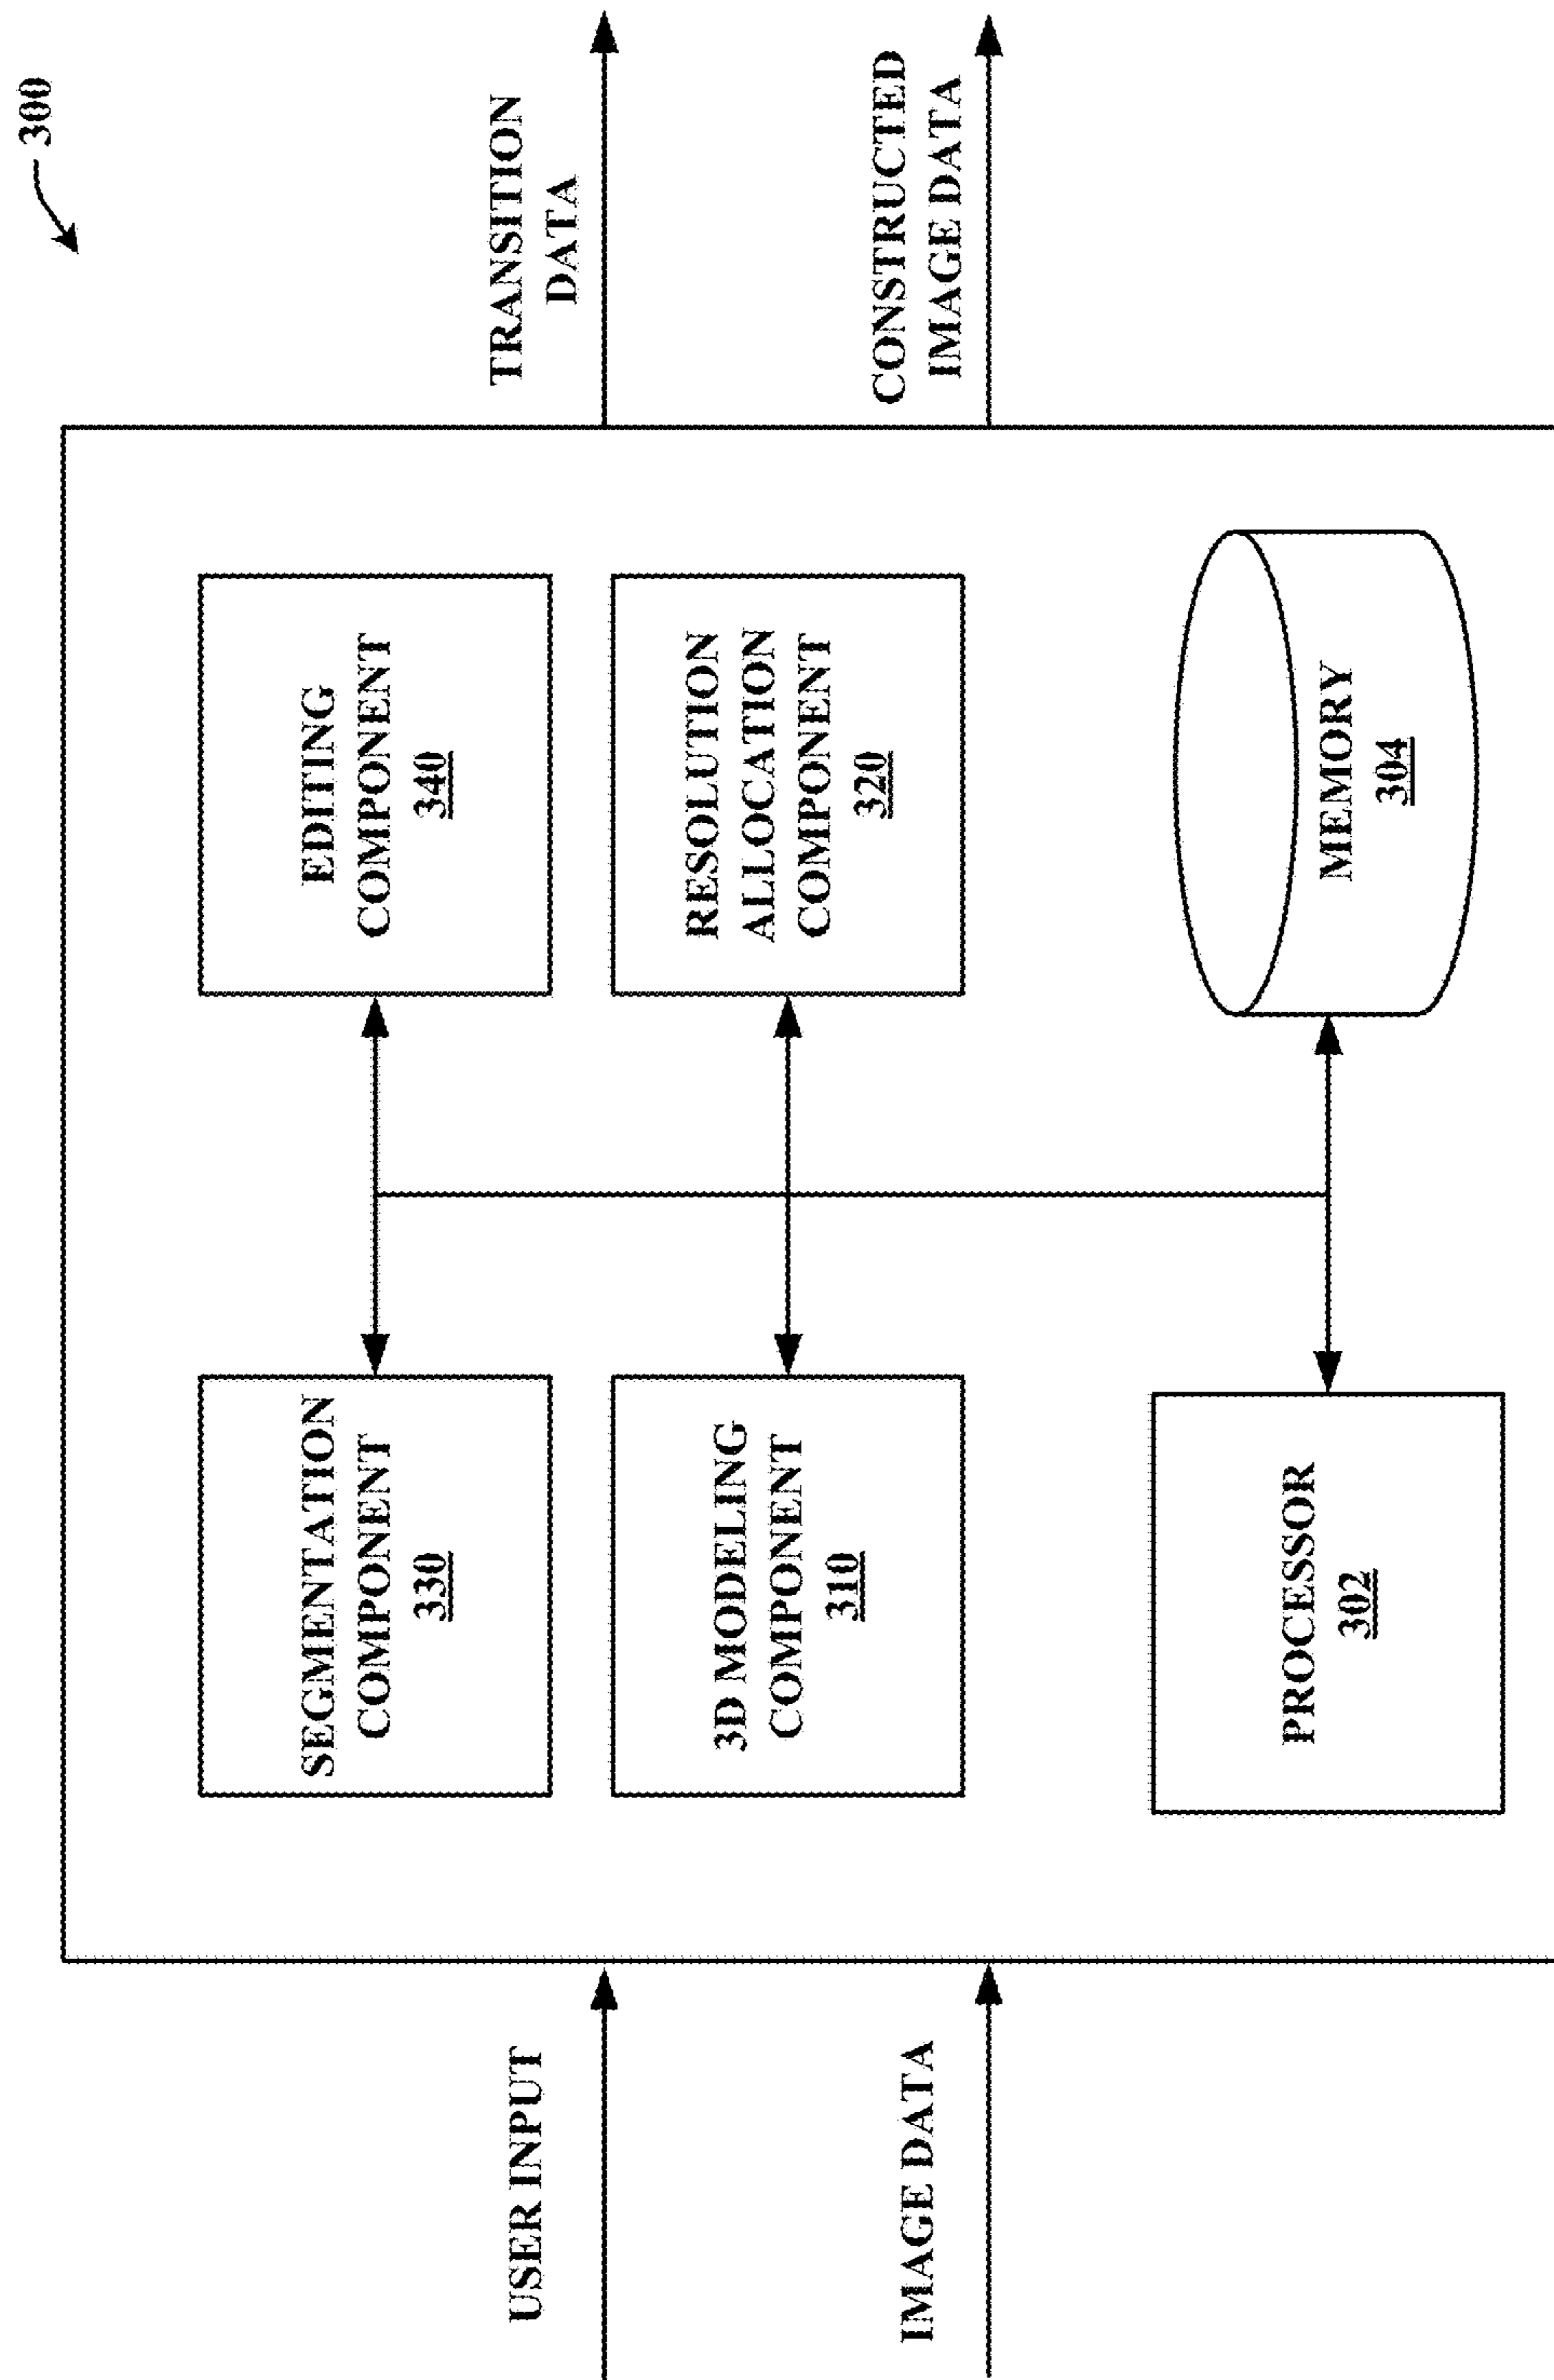 300
USER INPUT
IMAGE DATA
SEGMENTATION
COMPONENT
330
EDITING
COMPONENT
340
3D MODELING
COMPONENT
310
RESOLUTION
ALLOCATION
COMPONENT
320
PROCESSOR
302
MEMORY
304
TRANSITION
DATA
CONSTRUCTED
IMAGE DATA